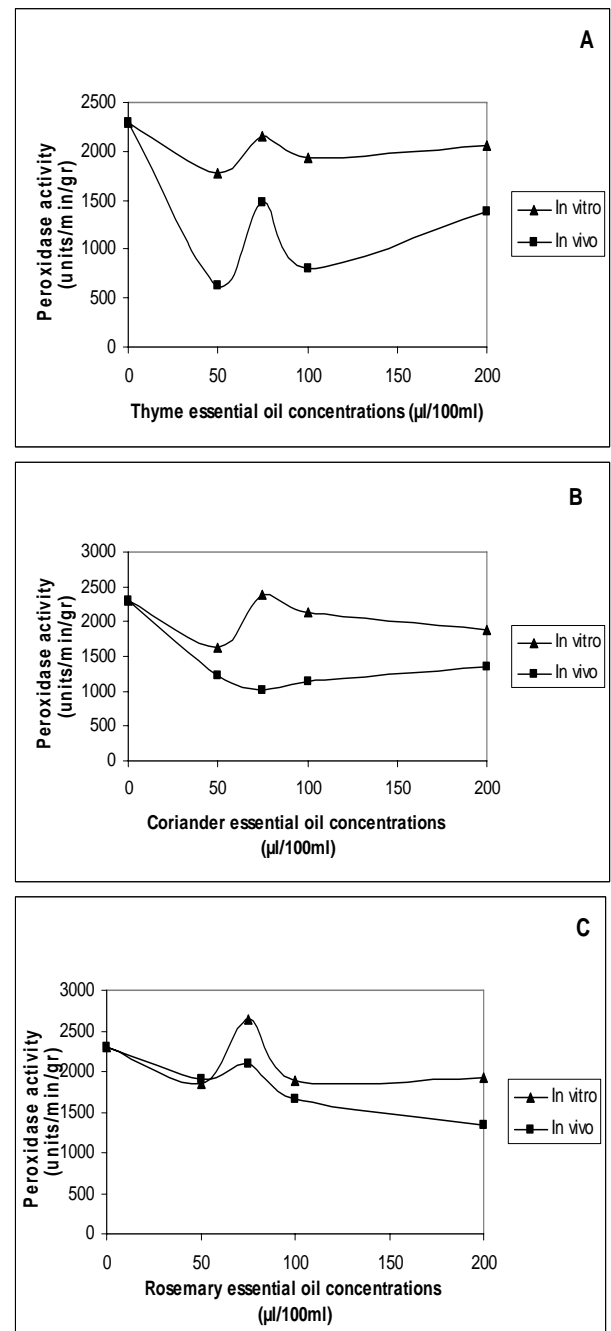 A
Peroxidase activity
(units/min/gr)
2500
2000
1500
1000
500
0
0 50 100 150 200
Thyme essential oil concentrations (µl/100ml)
In vitro
In vivo
B
Peroxidase activity
(units/min/gr)
3000
2500
2000
1500
1000
500
0
0 50 100 150 200
Coriander essential oil concentrations
(µl/100ml)
In vitro
In vivo
C
Peroxidase activity
(units/min/gr)
3000
2500
2000
1500
1000
500
0
0 50 100 150 200
Rosemary essential oil concentrations
(µl/100ml)
In vitro
In vivo